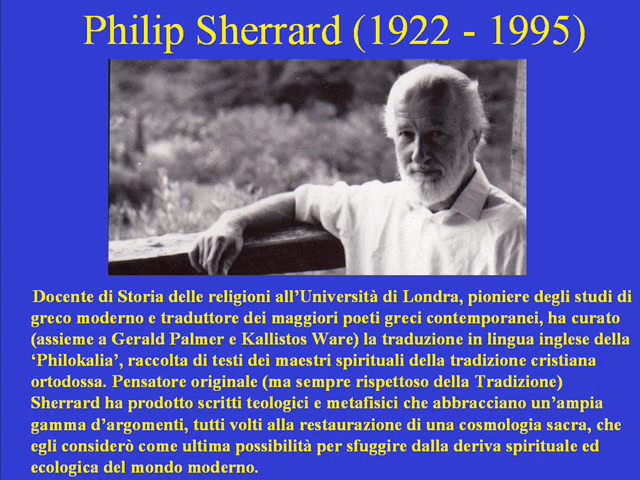 Philip Sherrard (1922 - 1995)
Docente di Storia delle religioni all’Università di Londra, pioniere degli studi di
greco moderno e traduttore dei maggiori poeti greci contemporanei, ha curato
(assieme a Gerald Palmer e Kallistos Ware) la traduzione in lingua inglese della
‘Philokalia’, raccolta di testi dei maestri spirituali della tradizione cristiana
ortodossa. Pensatore originale (ma sempre rispettoso della Tradizione)
Sherrard ha prodotto scritti teologici e metafisici che abbracciano un’ampia
gamma d’argomenti, tutti volti alla restaurazione di una cosmologia sacra, che
egli considerò come ultima possibilità per sfuggire dalla deriva spirituale ed
ecologica del mondo moderno.